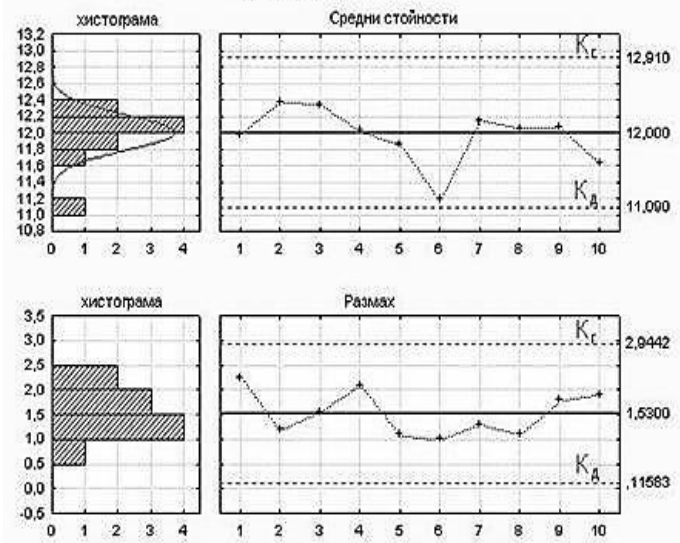 хистограма
Средни стойности
13,2
13,0
12,8
12,6
12,4
12,2
12,0
11,8
11,6
11,4
11,2
11,0
10,8
0 1 2 3 4
Кг
12,910
12,000
Кд
11,090
1 2 3 4 5 6 7 8 9 10
хистограма
Размах
3,5
3,0
2,5
2,0
1,5
1,0
0,5
0,0
-0,5
0 1 2 3 4
Кг
2,9442
1,5300
Кд
,11583
1 2 3 4 5 6 7 8 9 10